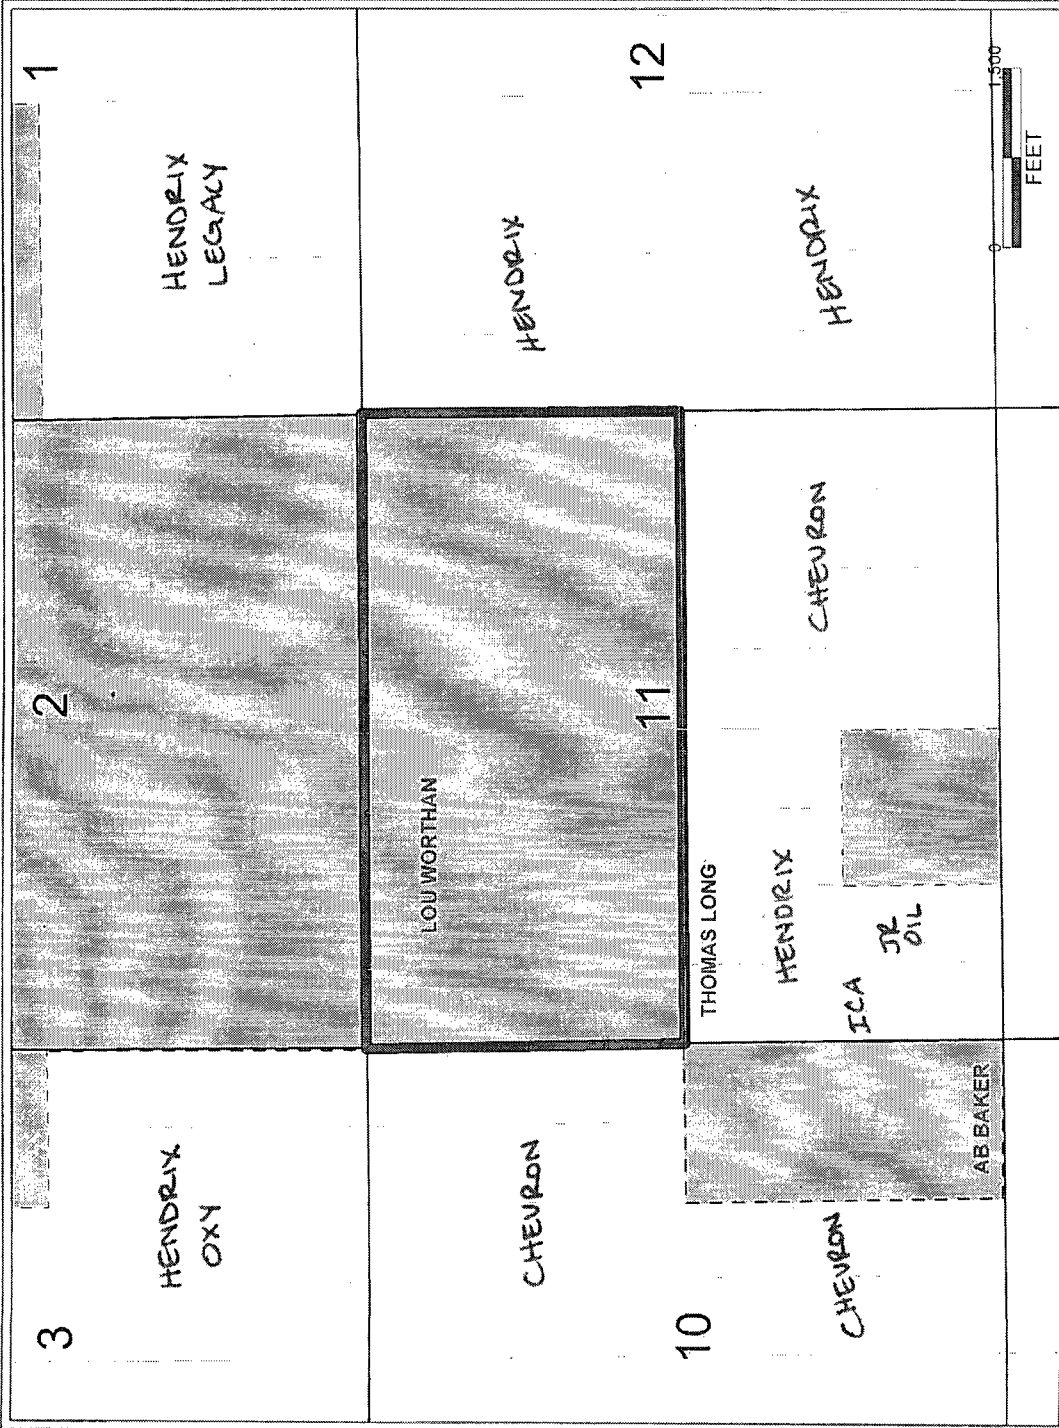 3
2
1
HENDRIX
OXY
HENDRIX
LEGACY
LOU WORTHAN
CHEVRON
HENDRIX
10
11
12
THOMAS LONG
CHEVRON
HENDRIX
CHEVRON
HENDRIX
ICA
JR
OIL
AB BAKER
0
1,500
FEET